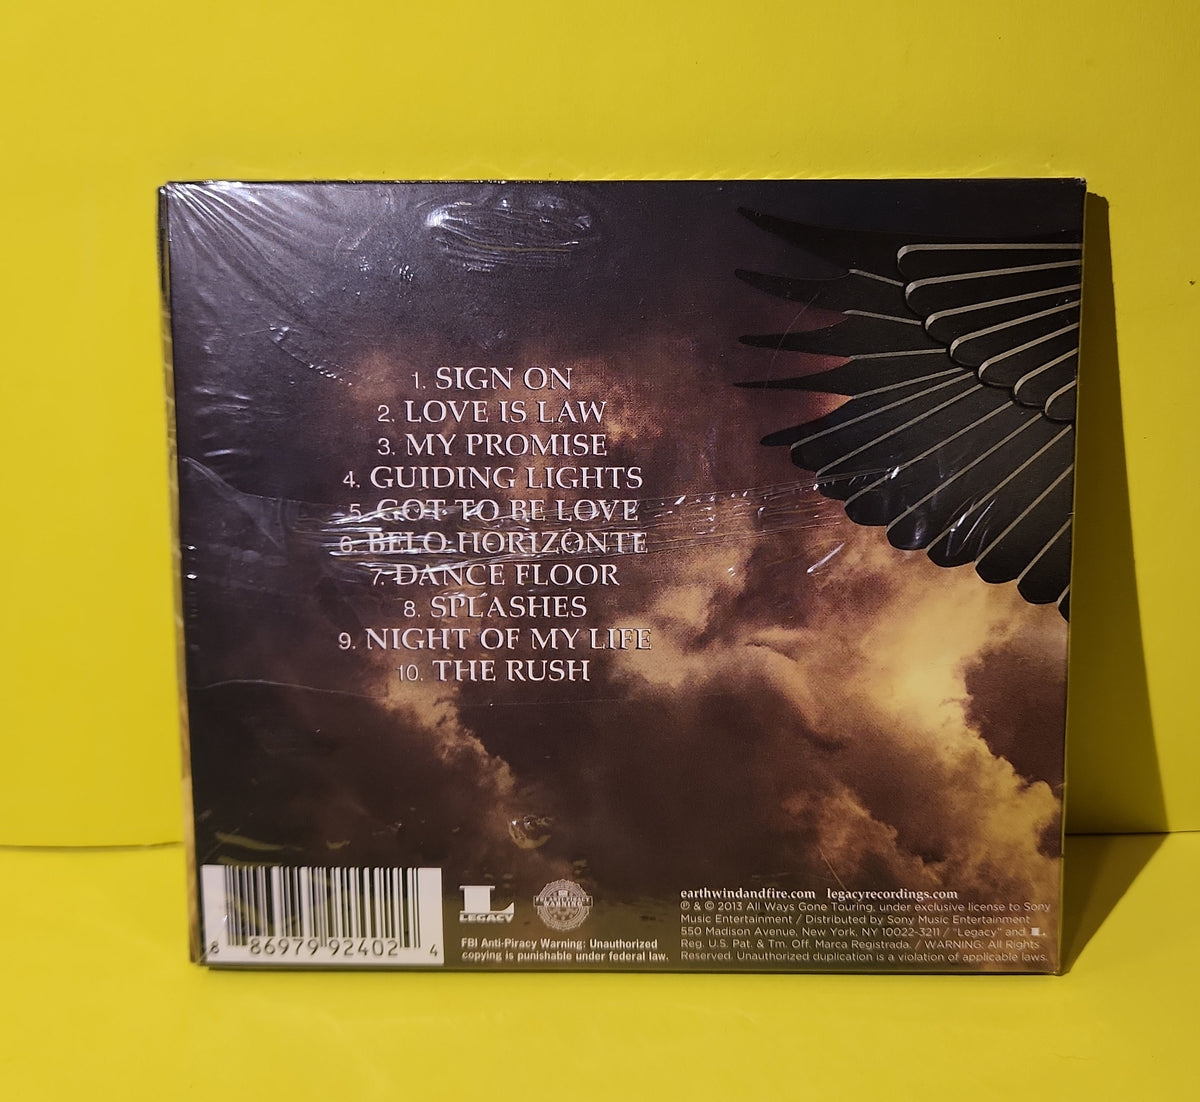 1. SIGN ON
2. LOVE IS LAW
3. MY PROMISE
4. GUIDING LIGHTS
5. GOT TO BE LOVE
6. BELO HORIZONTE
7. DANCE FLOOR
8. SPLASHES
9. NIGHT OF MY LIFE
10. THE RUSH
8 86979 92402 4
L
LEGACY
FBI ANTI-PIRACY
WARNING
FBI Anti-Piracy Warning: Unauthorized
copying is punishable under federal law.
earthwindandfire.com legacyrecordings.com
℗ & © 2013 All Ways Gone Touring, under exclusive license to Sony
Music Entertainment / Distributed by Sony Music Entertainment
550 Madison Avenue, New York, NY 10022-3211 / "Legacy" and L
Reg. U.S. Pat. & Tm. Off. Marca Registrada. / WARNING: All Rights
Reserved. Unauthorized duplication is a violation of applicable laws.